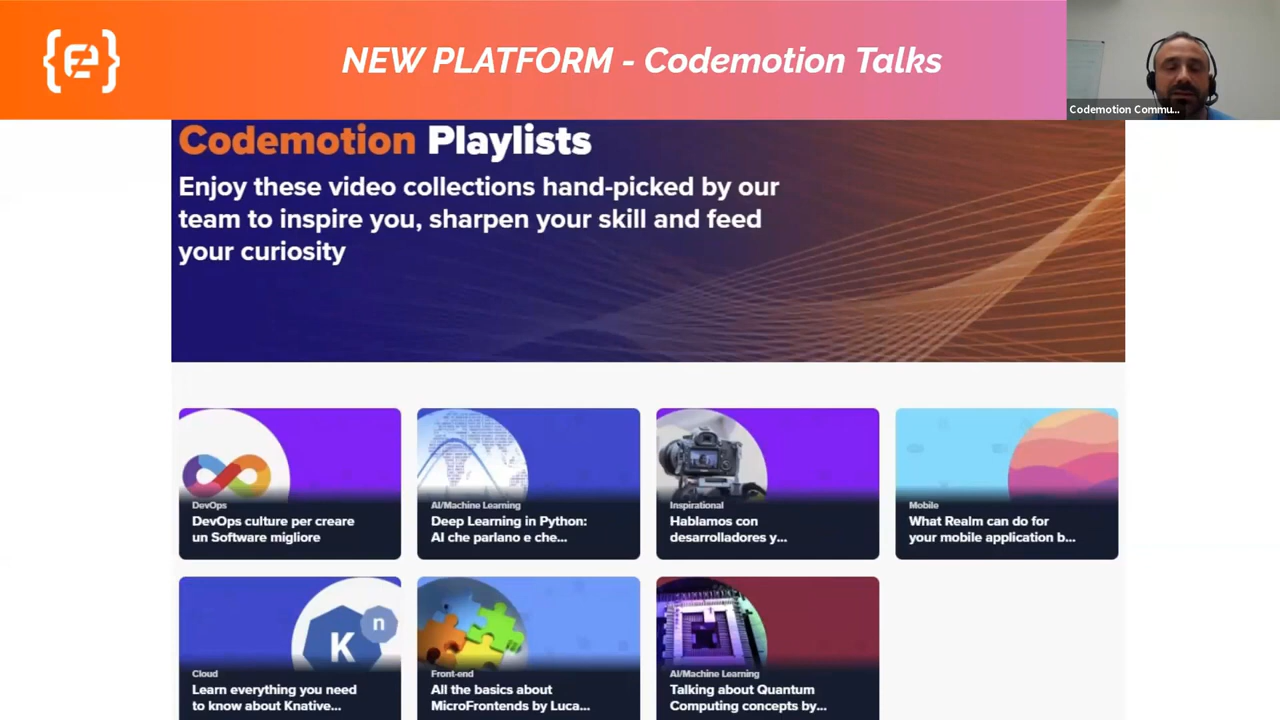 NEW PLATFORM - Codemotion Talks
Codemotion Commu...
Codemotion Playlists
Enjoy these video collections hand-picked by our
team to inspire you, sharpen your skill and feed
your curiosity
DevOps
DevOps culture per creare
un Software migliore
AI/Machine Learning
Deep Learning in Python:
AI che parlano e che...
Inspirational
Hablamos con
desarrolladores y...
Mobile
What Realm can do for
your mobile application b...
K
n
Cloud
Learn everything you need
to know about Knative...
Front-end
All the basics about
MicroFrontends by Luca...
AI/Machine Learning
Talking about Quantum
Computing concepts by...